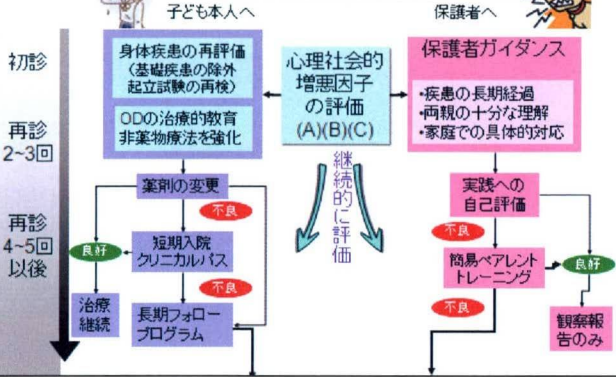 子ども本人へ
保護者へ
初診
身体疾患の再評価
(基礎疾患の除外
起立試験の再検)
ODの治療的教育
非薬物療法を強化
心理社会的
増悪因子
の評価
(A)(B)(C)
保護者ガイダンス
・疾患の長期経過
・両親の十分な理解
・家庭での具体的対応
再診
2~3回
薬剤の変更
不良
継続的に評価
実践への
自己評価
不良
再診
4~5回
以後
良好
短期入院
クリニカルパス
不良
簡易ペアレント
トレーニング
良好
不良
治療
継続
長期フォロー
プログラム
観察報
告のみ